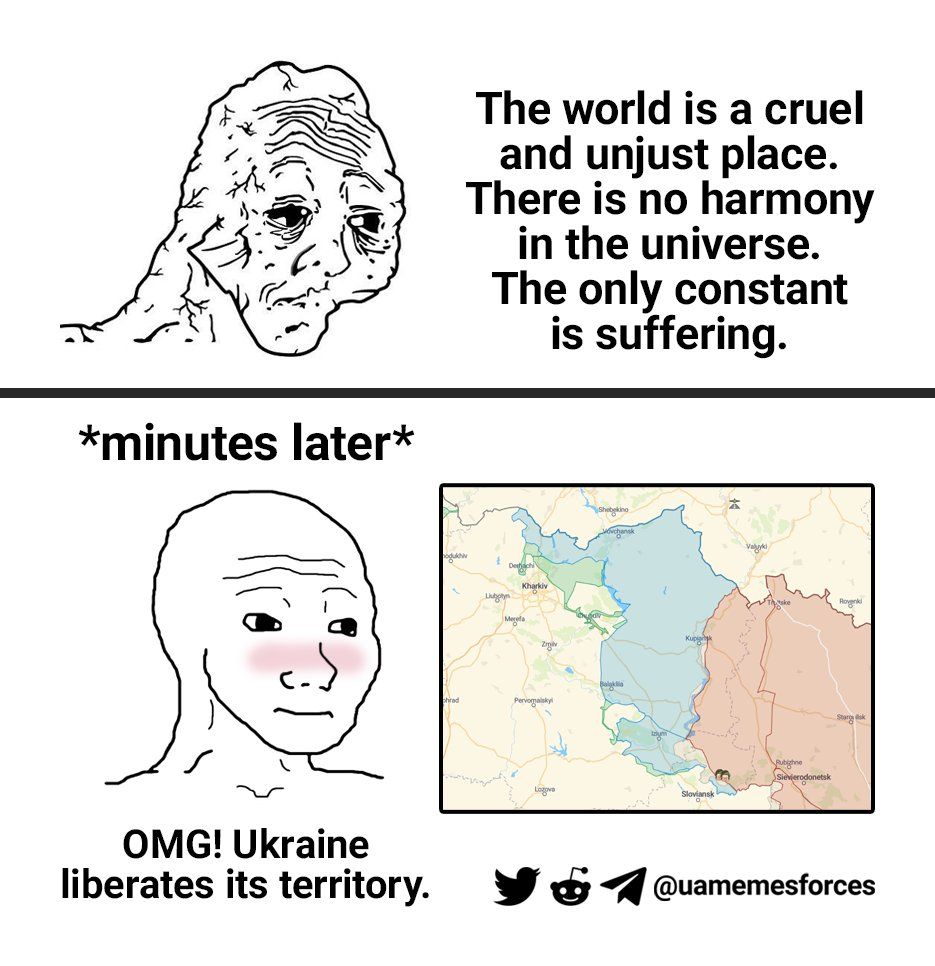 The world is a cruel
and unjust place.
There is no harmony
in the universe.
The only constant
is suffering.
*minutes later*
Shebekino
Vovchansk
Valuyki
Derhachi
Kharkiv
Liubotyn
Merefa
Rovenki
Zmiiv
Kupiansk
Balakliia
Pervomaiskyi
Izium
Rubizhne
Sievierodonetsk
Lozova
Sloviansk
OMG! Ukraine
liberates its territory.
@uamemesforces